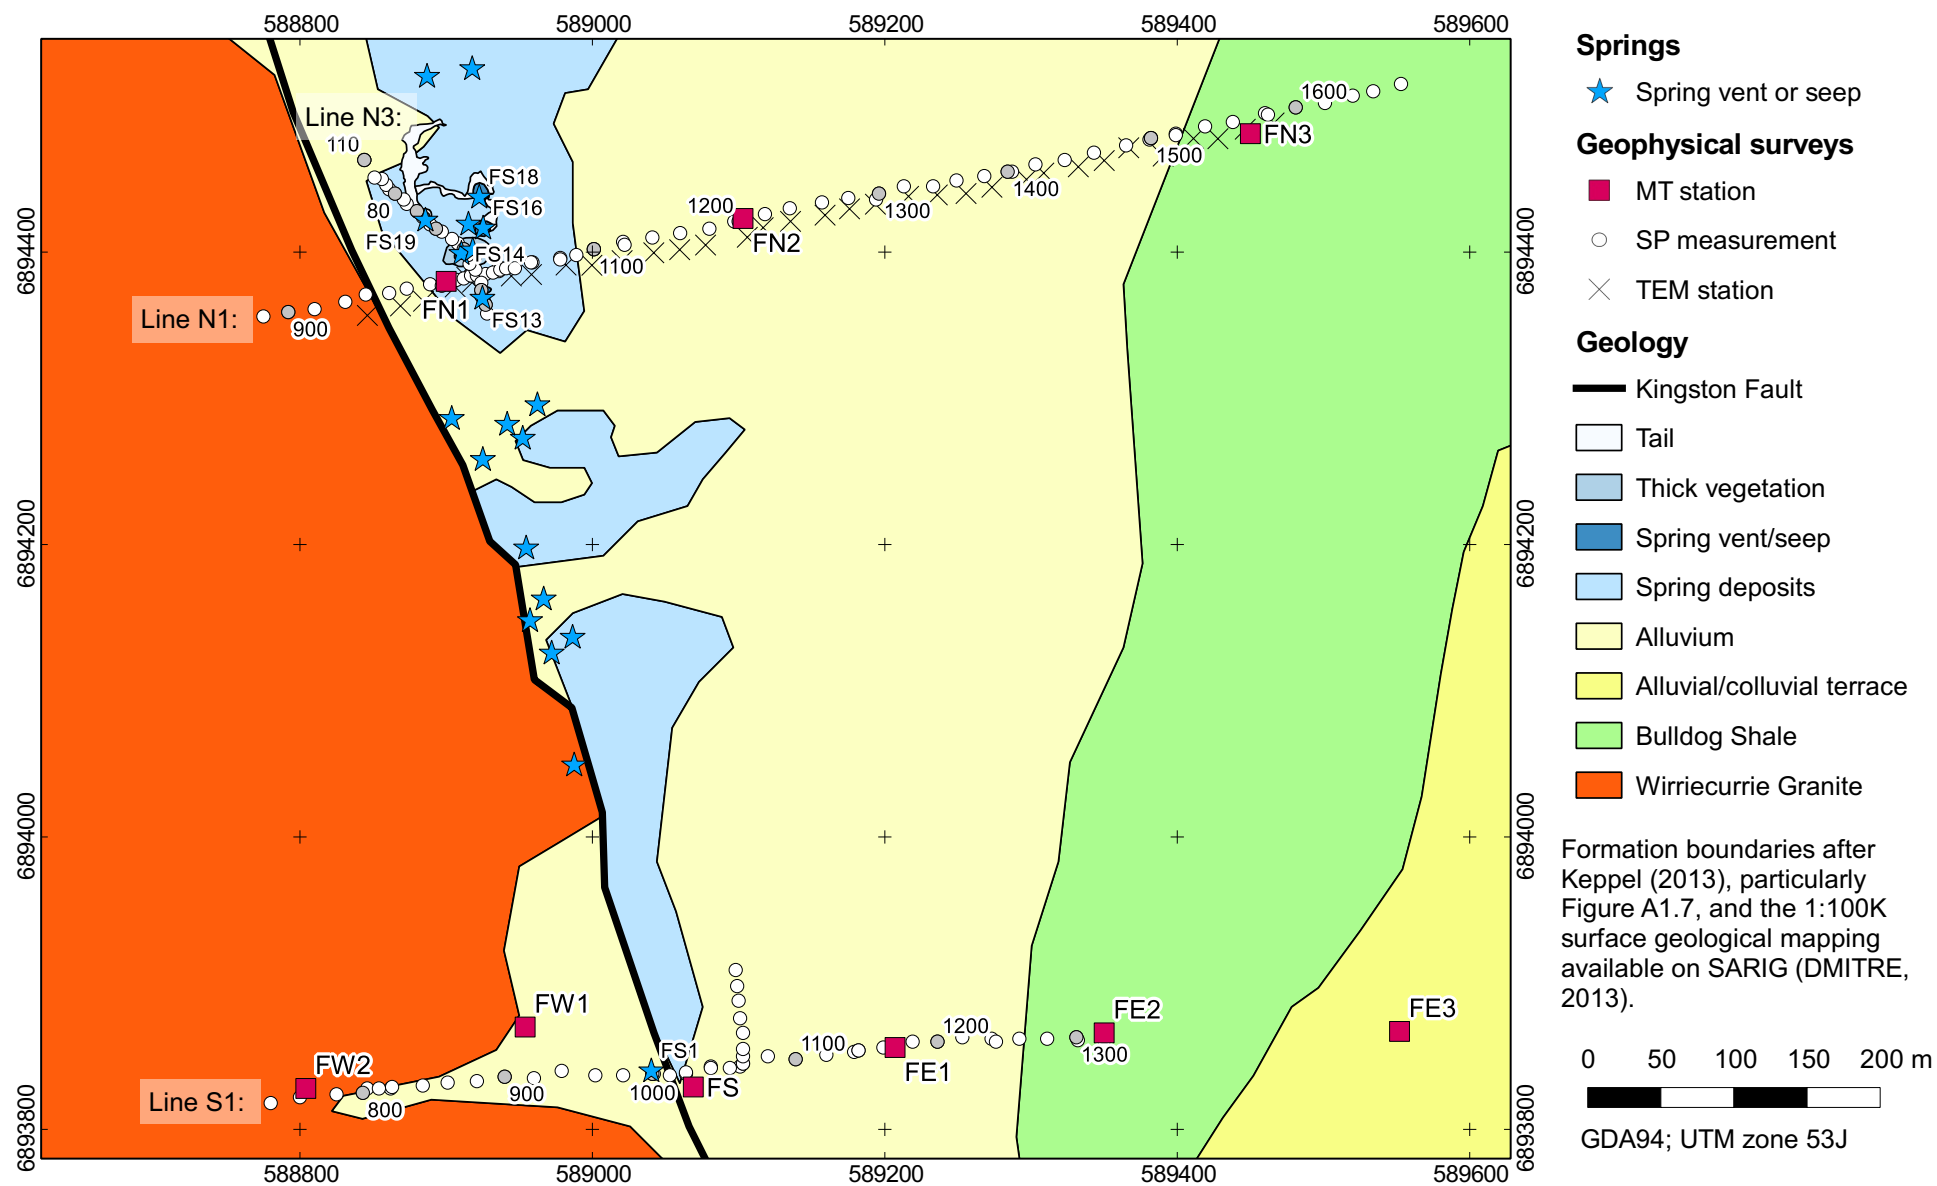 588800 589000 589200 589400 589600
Line N3:
110
80
FS18
FS16
FS19
FS14
FN1
FS13
Line N1:
900
1100
1200
FN2
1300
1400
1500
1600
FN3
6894400
6894200
6894000
6893800
6894400
6894200
6894000
6893800
FW1
FW2
Line S1:
800
900
FS1
1000
FS
1100
FE1
1200
FE2
1300
FE3
588800 589000 589200 589400 589600
Springs
Spring vent or seep
Geophysical surveys
MT station
SP measurement
TEM station
Geology
Kingston Fault
Tail
Thick vegetation
Spring vent/seep
Spring deposits
Alluvium
Alluvial/colluvial terrace
Bulldog Shale
Wirriecurrie Granite
Formation boundaries after
Keppel (2013), particularly
Figure A1.7, and the 1:100K
surface geological mapping
available on SARIG (DMITRE,
2013).
0 50 100 150 200 m
GDA94; UTM zone 53J